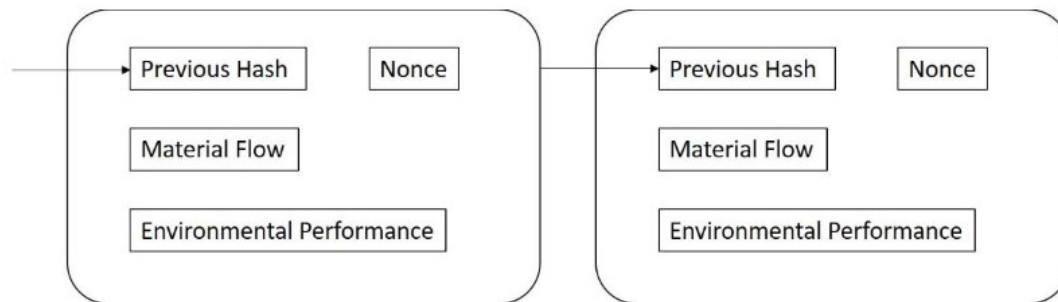 Previous Hash
Nonce
Material Flow
Environmental Performance
Previous Hash
Nonce
Material Flow
Environmental Performance